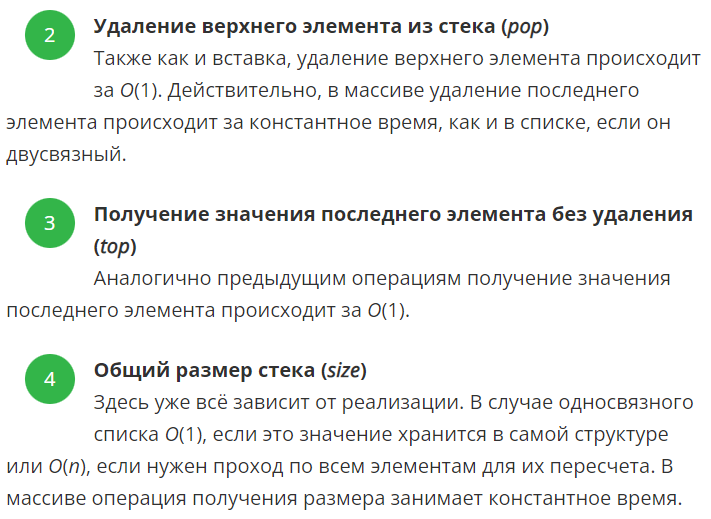 2
Удаление верхнего элемента из стека (pop)
Также как и вставка, удаление верхнего элемента происходит
за O(1). Действительно, в массиве удаление последнего
элемента происходит за константное время, как и в списке, если он
двусвязный.
3
Получение значения последнего элемента без удаления
(top)
Аналогично предыдущим операциям получение значения
последнего элемента происходит за O(1).
4
Общий размер стека (size)
Здесь уже всё зависит от реализации. В случае односвязного
списка O(1), если это значение хранится в самой структуре
или O(n), если нужен проход по всем элементам для их пересчета. В
массиве операция получения размера занимает константное время.